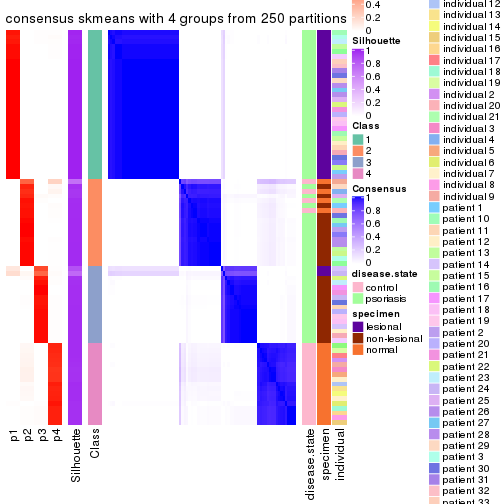 consensus skmeans with 4 groups from 250 partitions
p1
p2
p3
p4
Silhouette
Class
disease.state
specimen
individual
0.4
0.2
0
Silhouette
1
0.8
0.6
0.4
0.2
0
Class
1
2
3
4
Consensus
1
0.8
0.6
0.4
0.2
0
disease.state
control
psoriasis
specimen
lesional
non-lesional
normal
individual 12
individual 13
individual 14
individual 15
individual 16
individual 17
individual 18
individual 19
individual 2
individual 20
individual 21
individual 3
individual 4
individual 5
individual 6
individual 7
individual 8
individual 9
patient 1
patient 10
patient 11
patient 12
patient 13
patient 14
patient 15
patient 16
patient 17
patient 18
patient 19
patient 2
patient 20
patient 21
patient 22
patient 23
patient 24
patient 25
patient 26
patient 27
patient 28
patient 29
patient 3
patient 30
patient 31
patient 32
patient 33